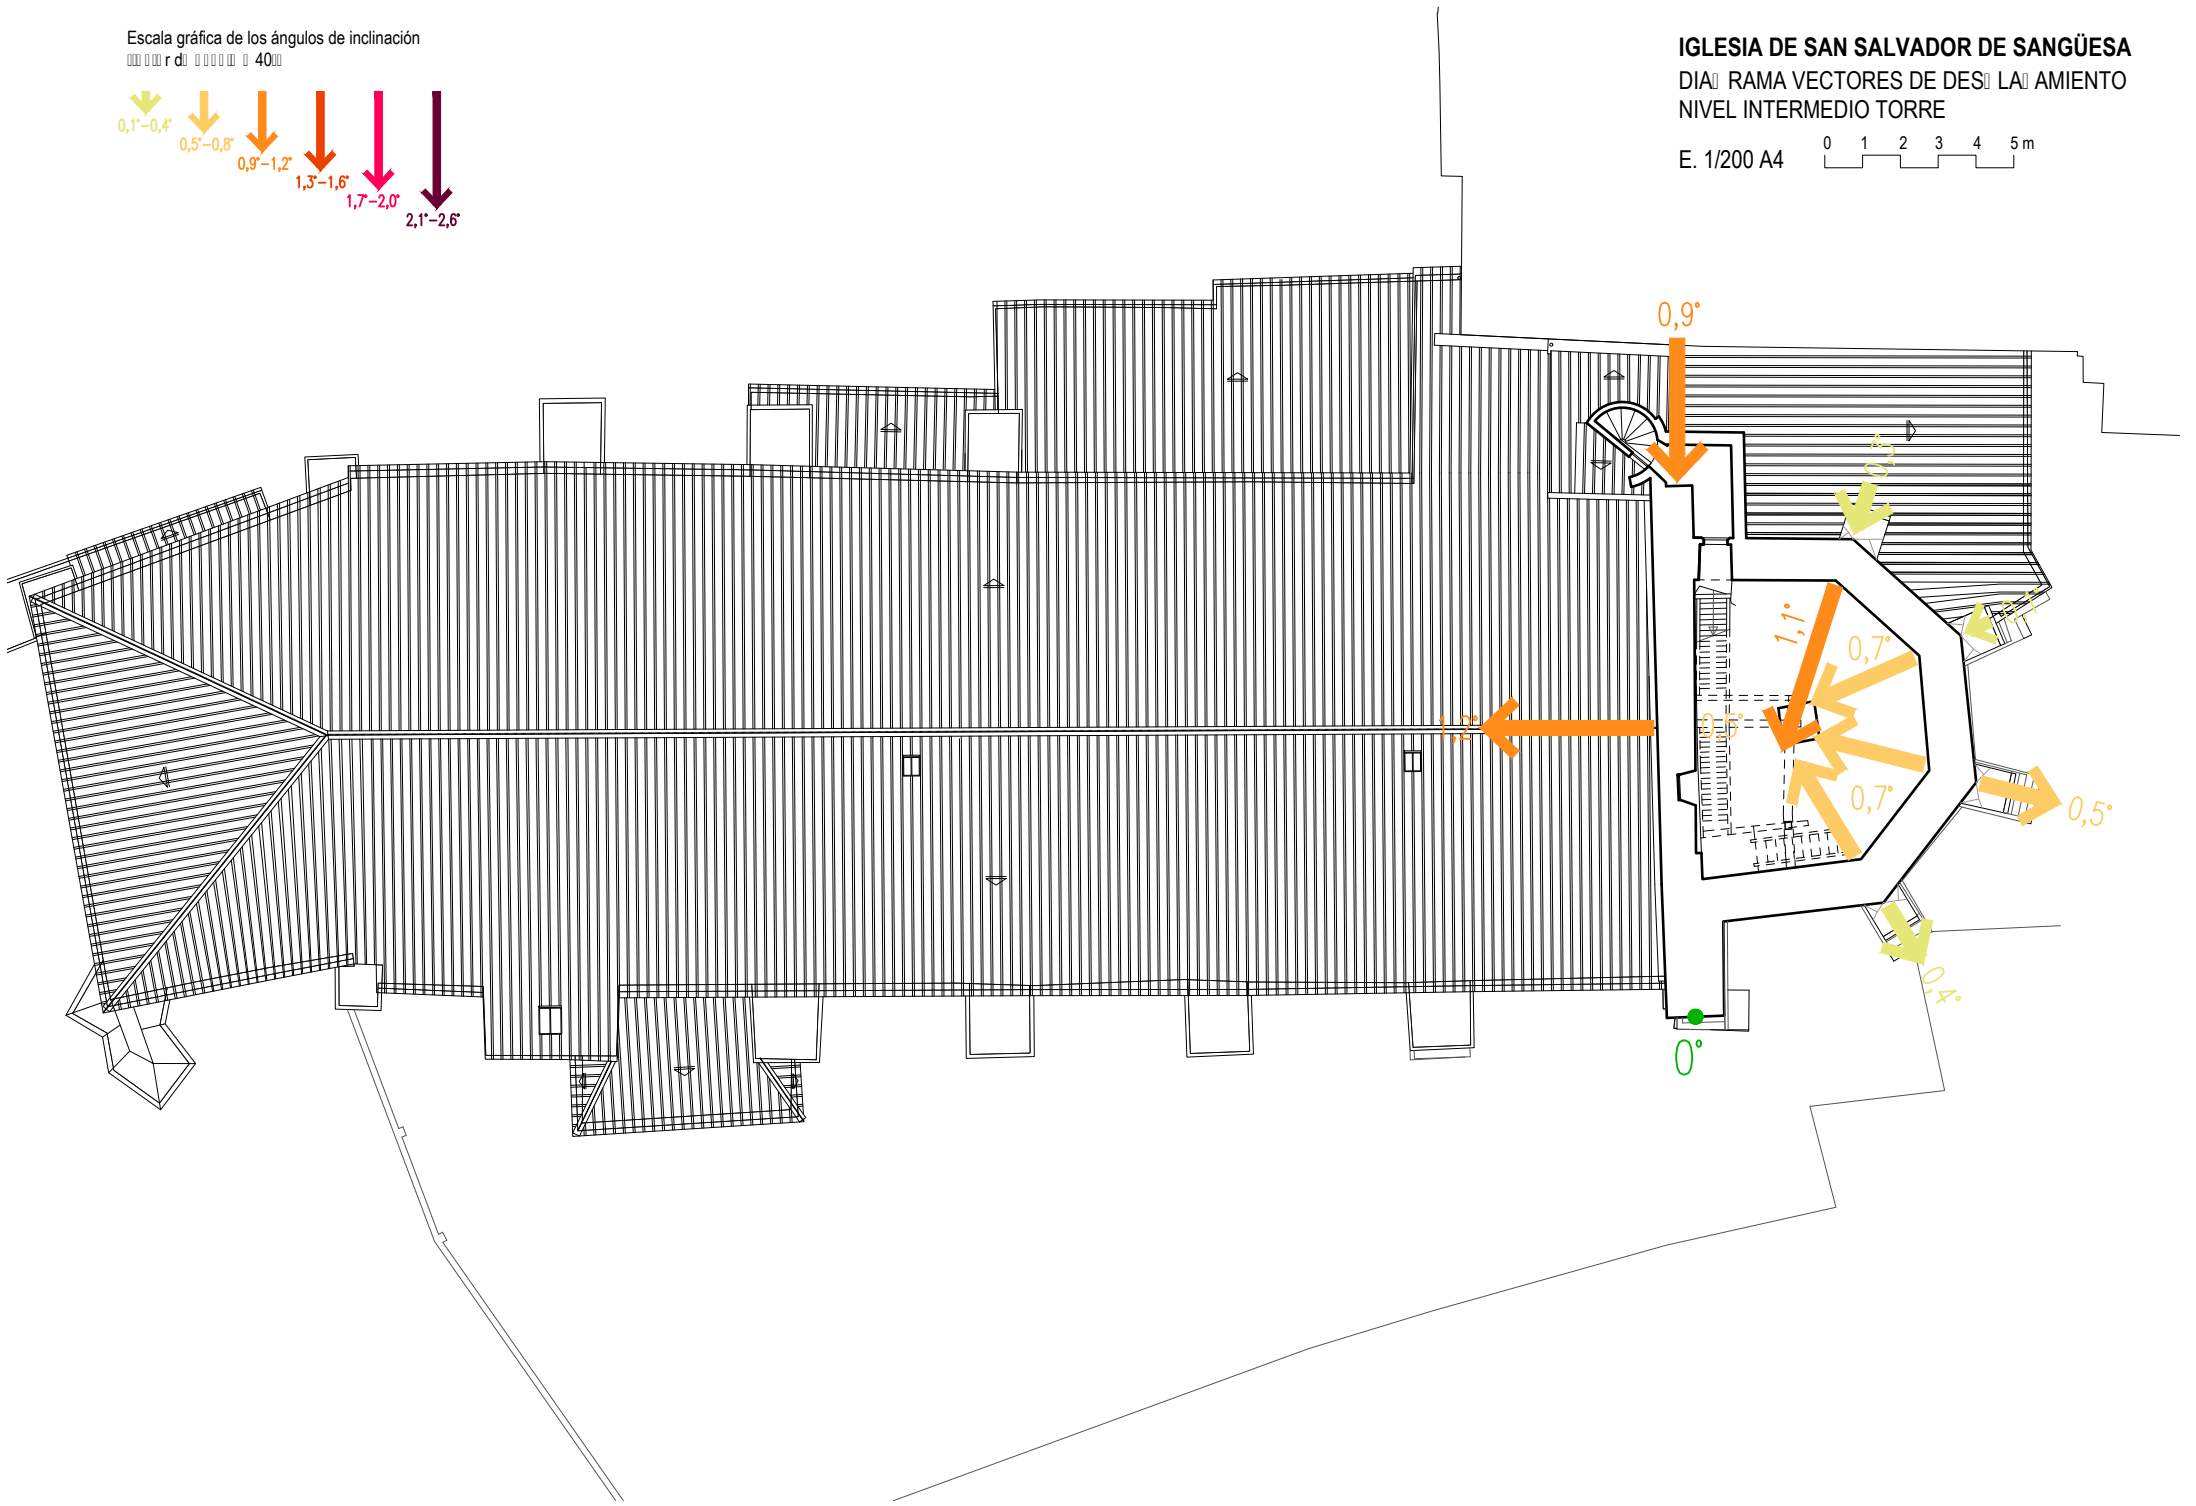 Escala gráfica de los ángulos de inclinación
40
0,1°-0,4°
0,5°-0,8°
0,9°-1,2°
1,3°-1,6°
1,7°-2,0°
2,1°-2,6°
IGLESIA DE SAN SALVADOR DE SANGÜESA
RAMA VECTORES DE
NIVEL INTERMEDIO TORRE
E. 1/200 A4
0 1 2 3 4 5 m
0,9°
1,1°
0,7°
1,2°
0,5°
0,7°
0,5°
0,4°
0°